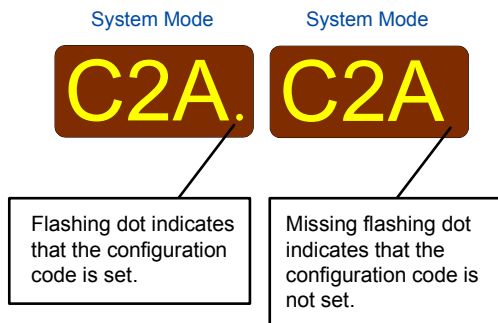 System Mode
System Mode
C2A.
C2A
Flashing dot indicates
that the configuration
code is set.
Missing flashing dot
indicates that the
configuration code is
not set.